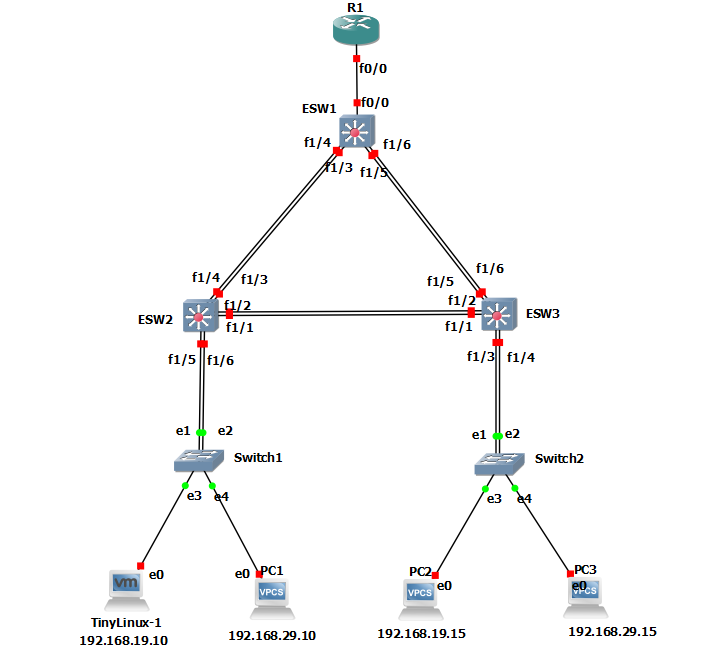 R1
f0/0
f0/0
ESW1
f1/4
f1/6
f1/3
f1/5
f1/4
f1/3
f1/5
f1/6
f1/2
f1/2
ESW2
f1/1
f1/1
ESW3
f1/5
f1/6
f1/3
f1/4
e1
e2
e1
e2
Switch1
Switch2
e3
e4
e3
e4
e0
e0
PC1
PC2
e0
PC3
e0
vm
VPCS
VPCS
VPCS
TinyLinux-1
192.168.19.10
192.168.29.10
192.168.19.15
192.168.29.15